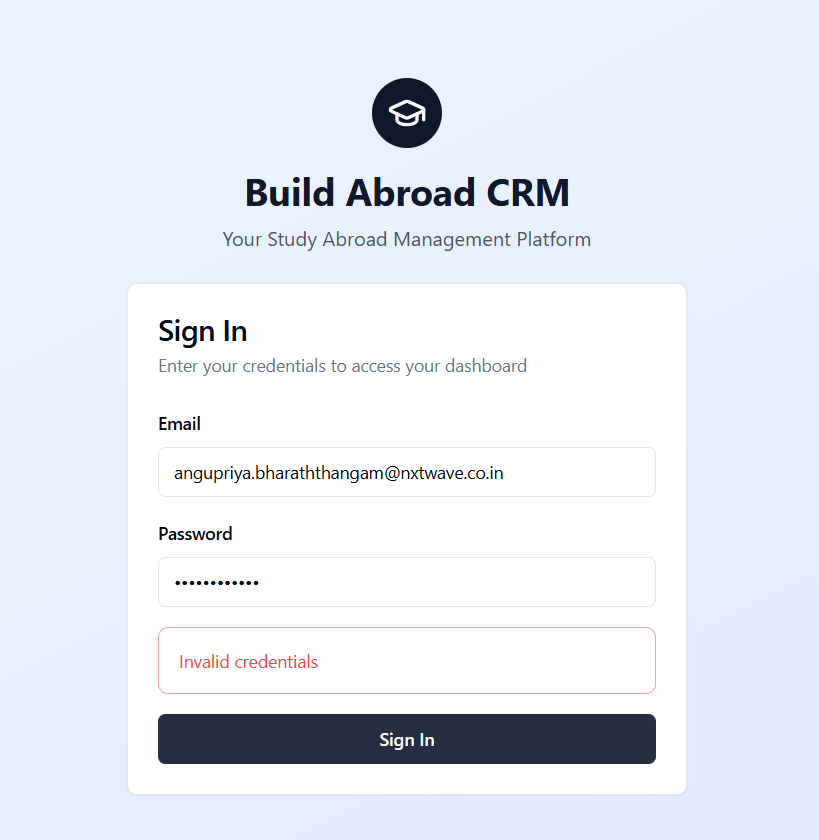 Build Abroad CRM
Your Study Abroad Management Platform
Sign In
Enter your credentials to access your dashboard
Email
angupriya.bharaththangam@nxtwave.co.in
Password
••••••••••••
Invalid credentials
Sign In